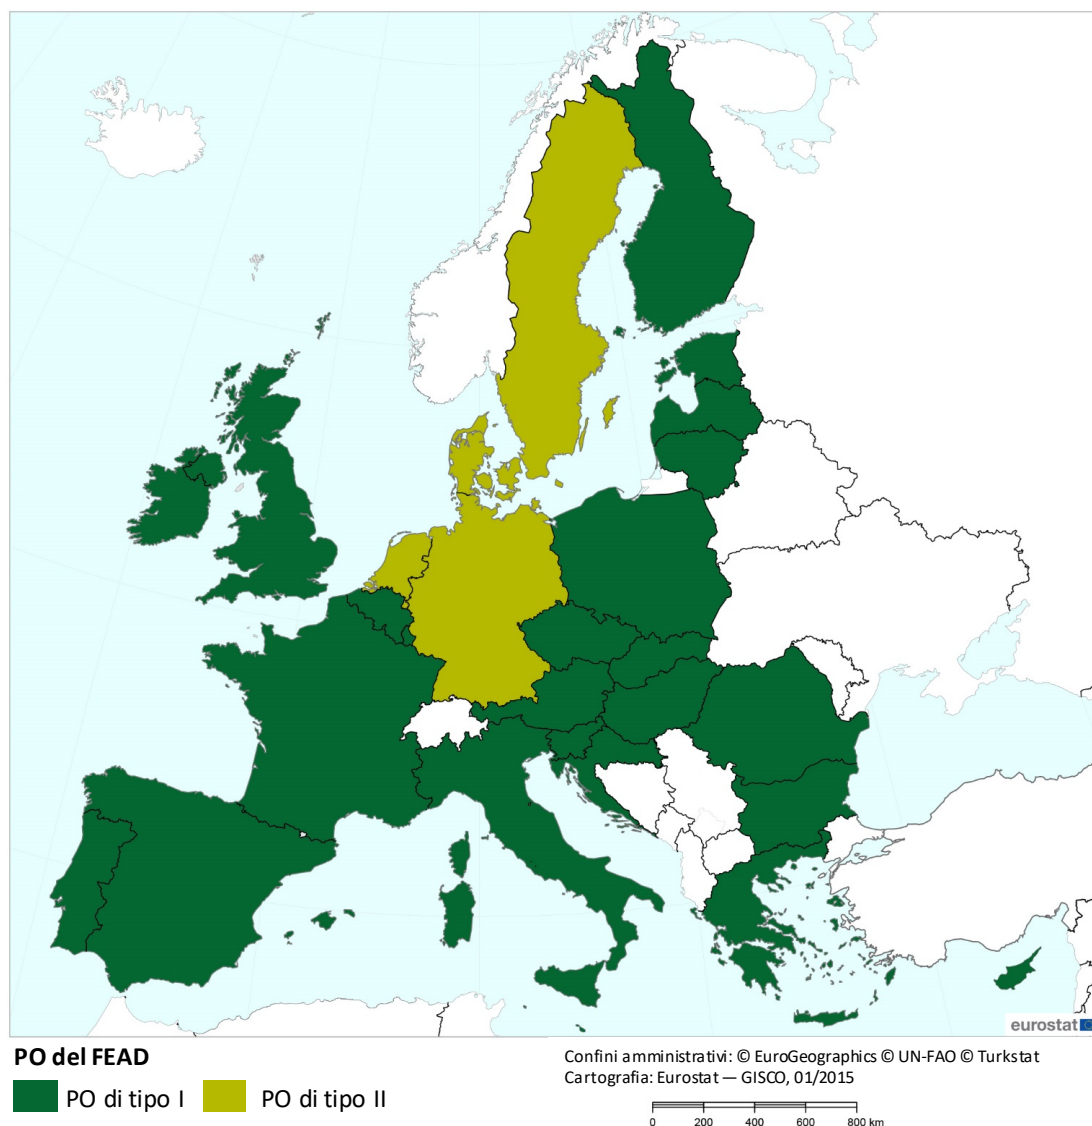 eurostat
PO del FEAD
PO di tipo I
PO di tipo II
Confini amministrativi: © EuroGeographics © UN-FAO © Turkstat
Cartografia: Eurostat — GISCO, 01/2015
0 200 400 600 800 km